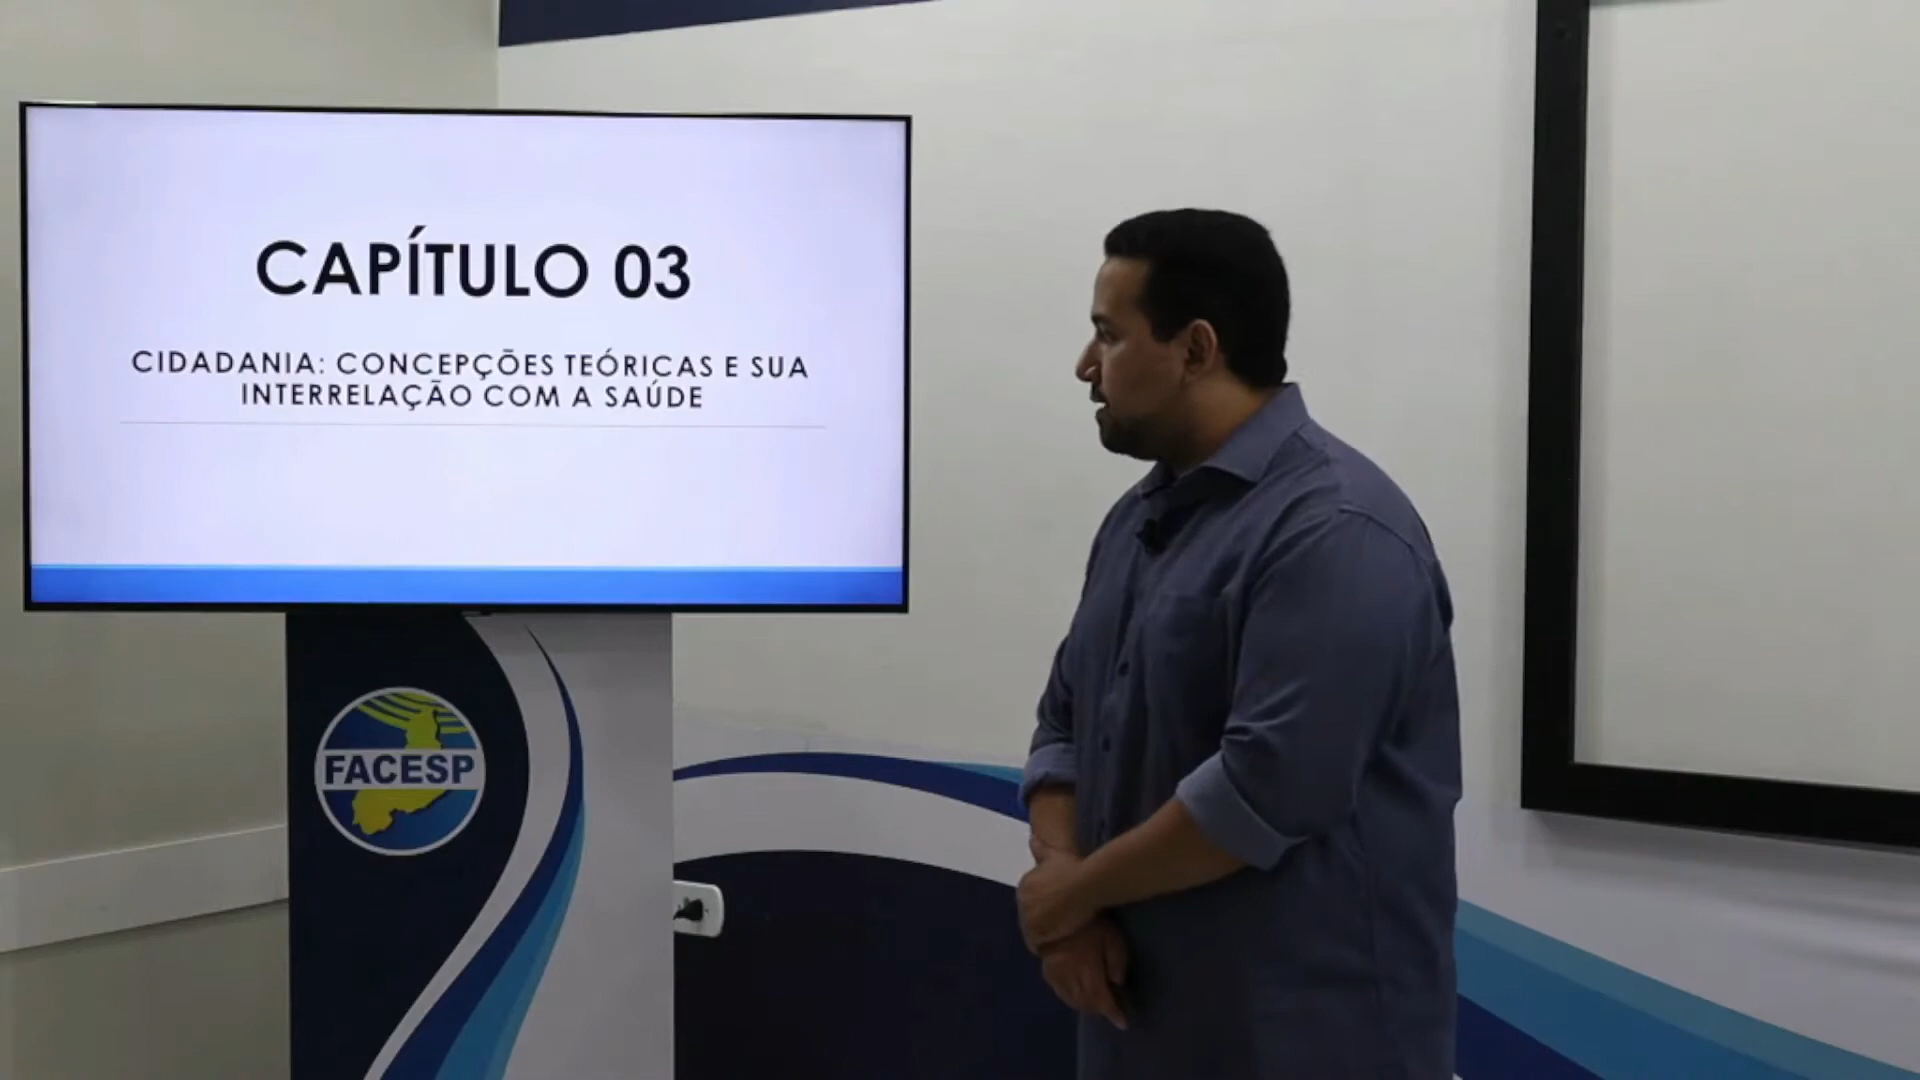 CAPÍTULO 03
CIDADANIA: CONCEPÇÕES TEÓRICAS E SUA
INTERRELAÇÃO COM A SAÚDE
FACESP